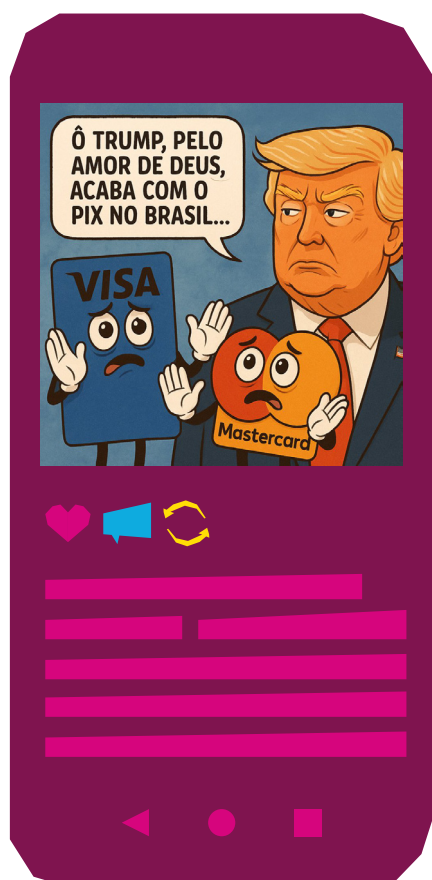 Ô TRUMP, PELO
AMOR DE DEUS,
ACABA COM O
PIX NO BRASIL...
VISA
Mastercard